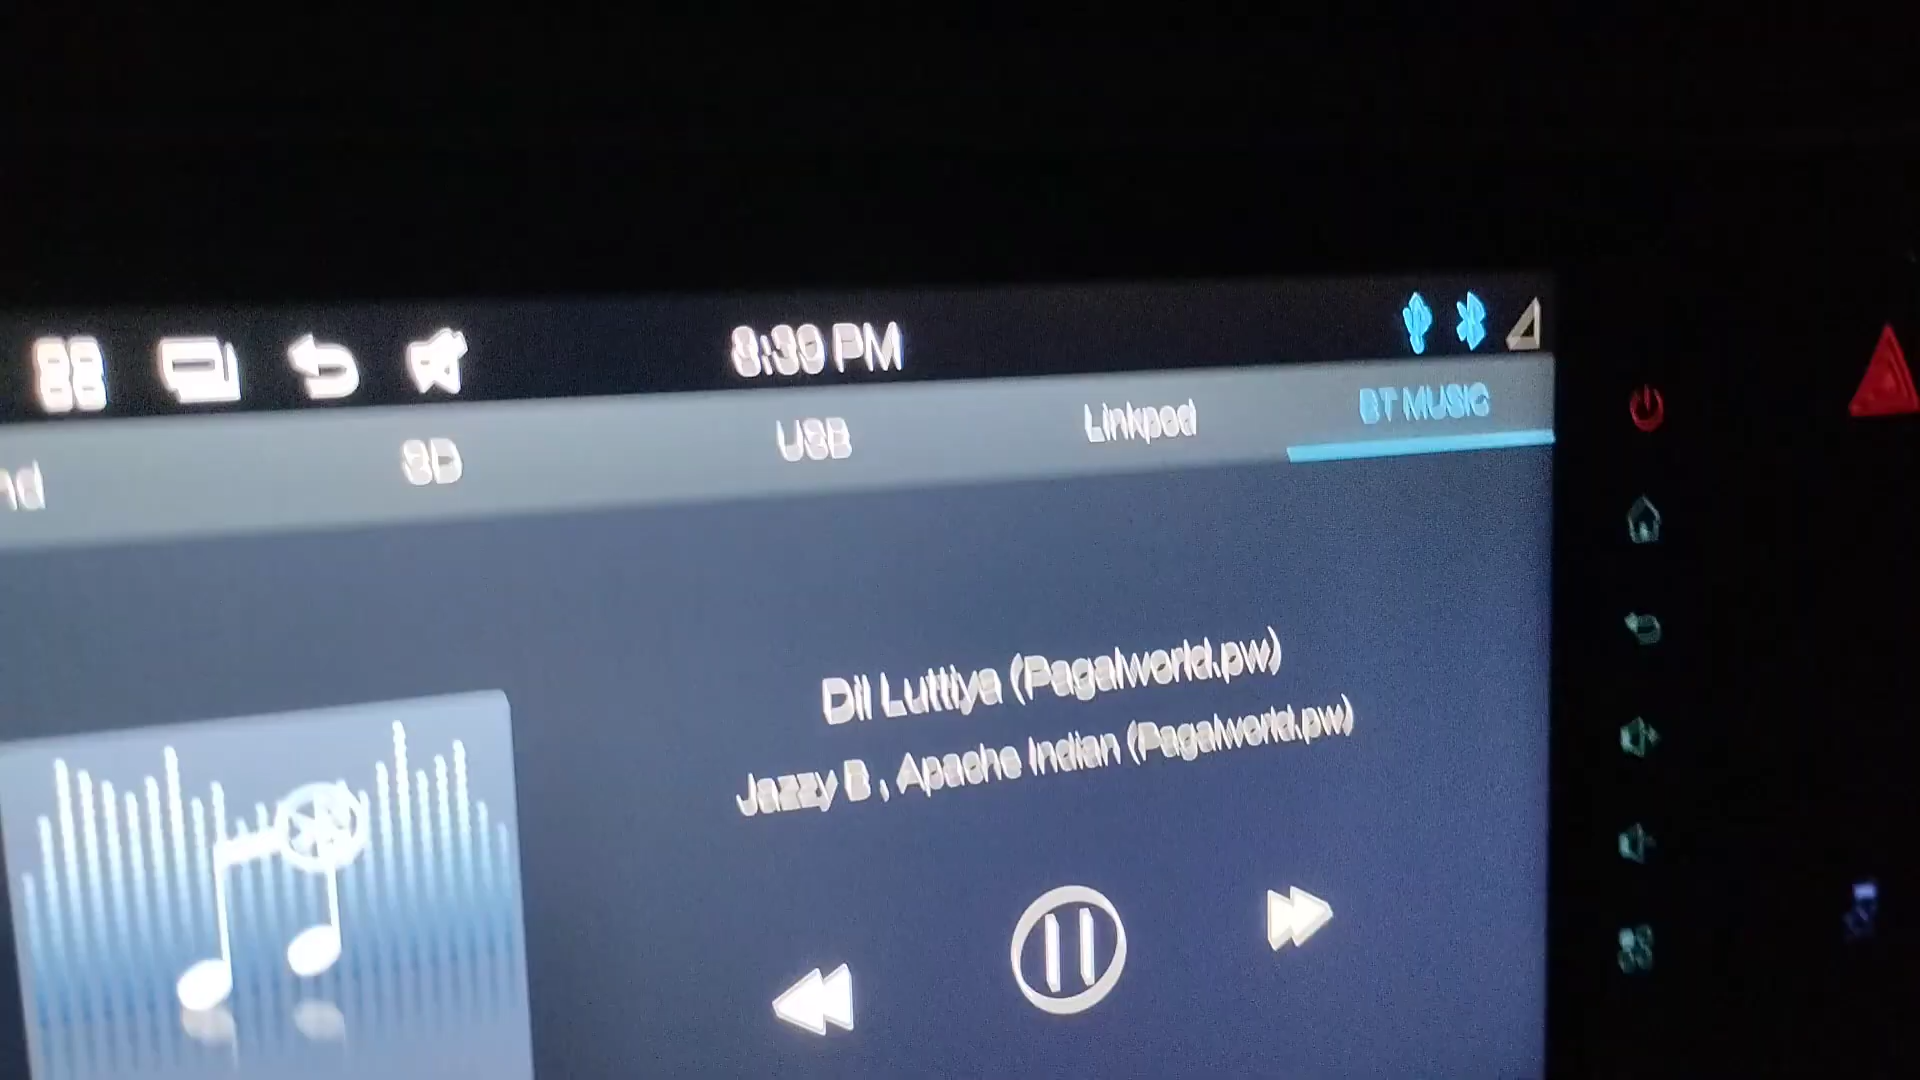 8:39 PM
SD
USB
Linkpod
BT MUSIC
Dil Luttiya (Pagalworld.pw)
Jazzy B , Apache Indian (Pagalworld.pw)